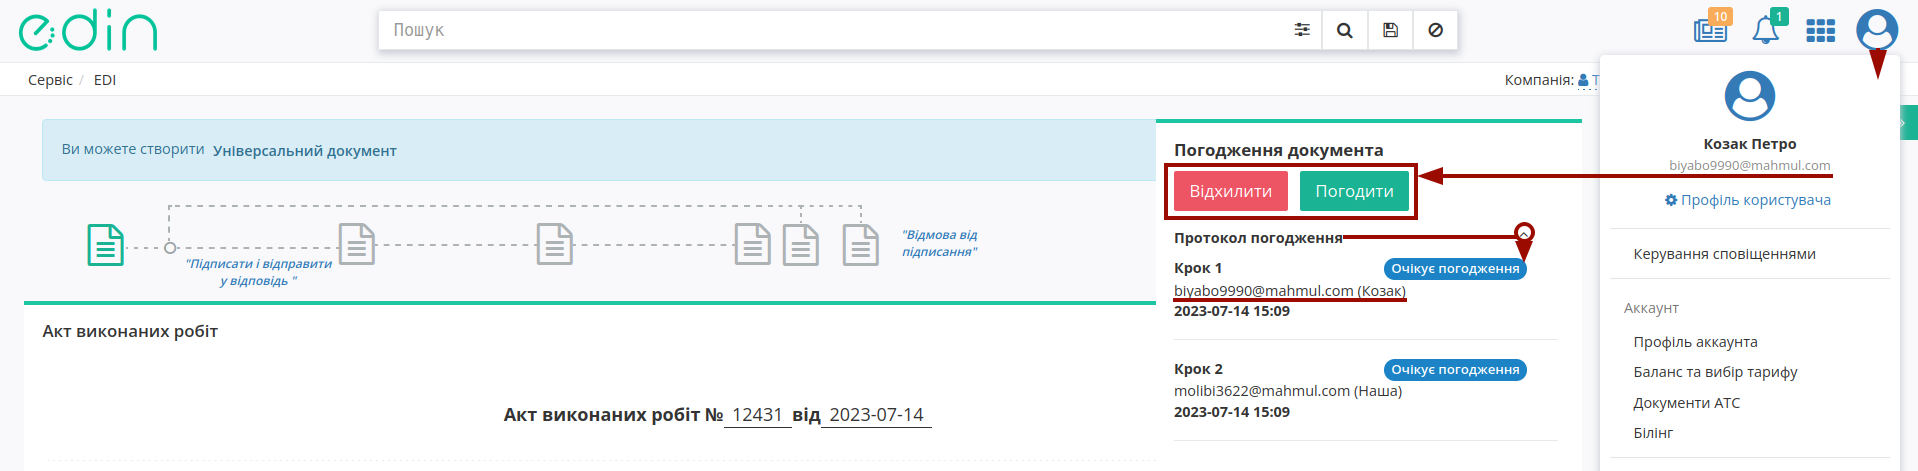 edin
Пошук
10
1
Сервіс / EDI
Компанія: Т
Ви можете створити Універсальний документ
"Підписати і відправити
у відповідь "
"Відмова від
підписання"
Акт виконаних робіт
Акт виконаних робіт № 12431 від 2023-07-14
Погодження документа
Відхилити Погодити
Протокол погодження
Крок 1 Очікує погодження
biyabo9990@mahmul.com (Козак)
2023-07-14 15:09
Крок 2 Очікує погодження
molibi3622@mahmul.com (Наша)
2023-07-14 15:09
Козак Петро
biyabo9990@mahmul.com
Профіль користувача
Керування сповіщеннями
Аккаунт
Профіль аккаунта
Баланс та вибір тарифу
Документи АТС
Білінг